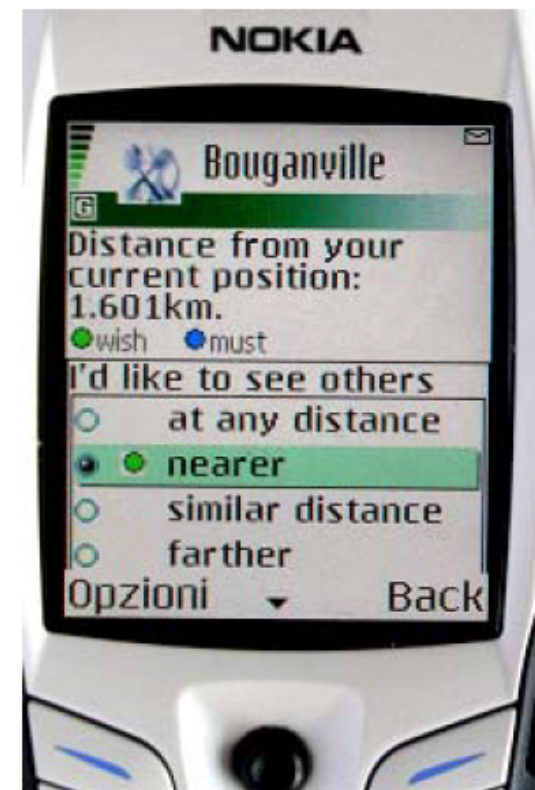 NOKIA
Bouganville
G
Distance from your
current position:
1.601km.
wish must
I'd like to see others
at any distance
nearer
similar distance
farther
Opzioni Back